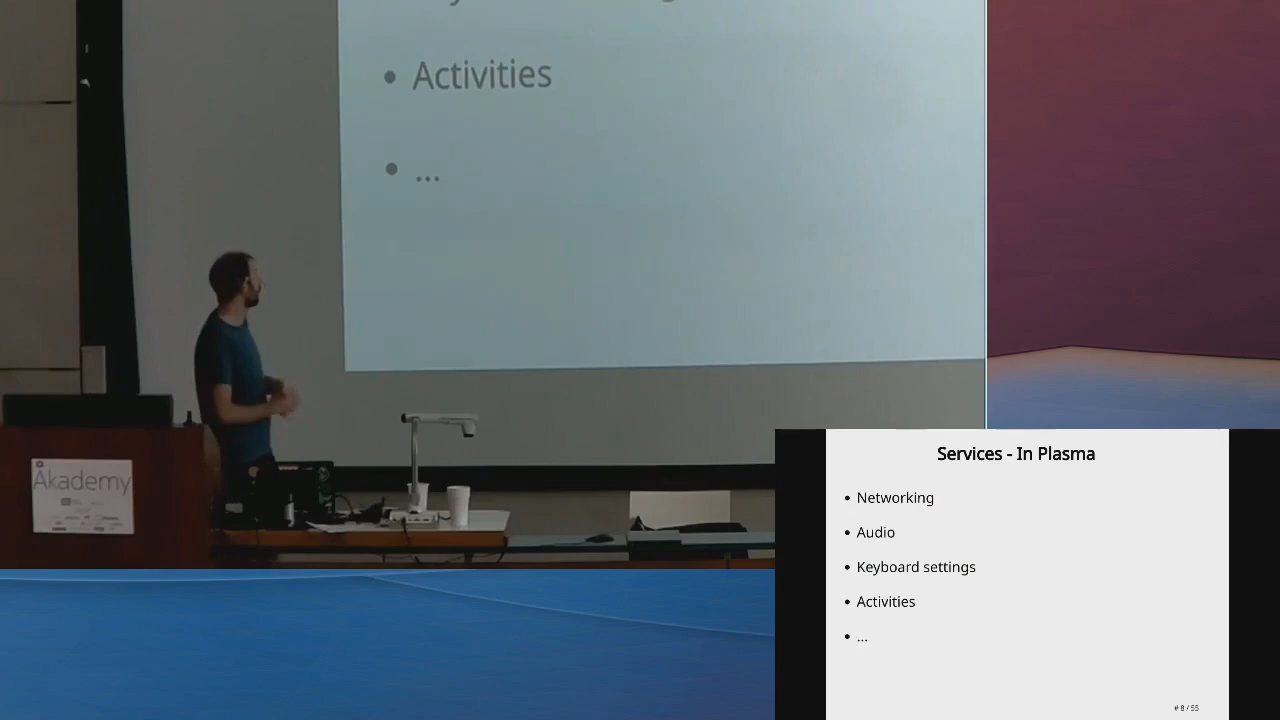 • Activities
• ...
Akademy
Services - In Plasma
• Networking
• Audio
• Keyboard settings
• Activities
• ...
# 8 / 55